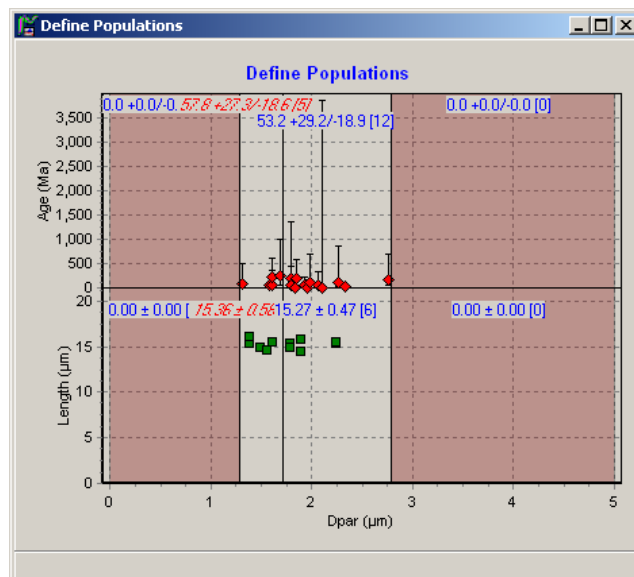 Define Populations
Define Populations
0.0 +0.0/-0. 57.8 +27.3/-18.6 [5] 0.0 +0.0/-0.0 [0]
53.2 +29.2/-18.9 [12]
3,500
3,000
2,500
2,000
1,500
1,000
500
0
Age (Ma)
20
0.00 ± 0.00 [ 15.36 ± 0.56 15.27 ± 0.47 [6] 0.00 ± 0.00 [0]
15
10
5
0
Length (µm)
0 1 2 3 4 5
Dpar (µm)